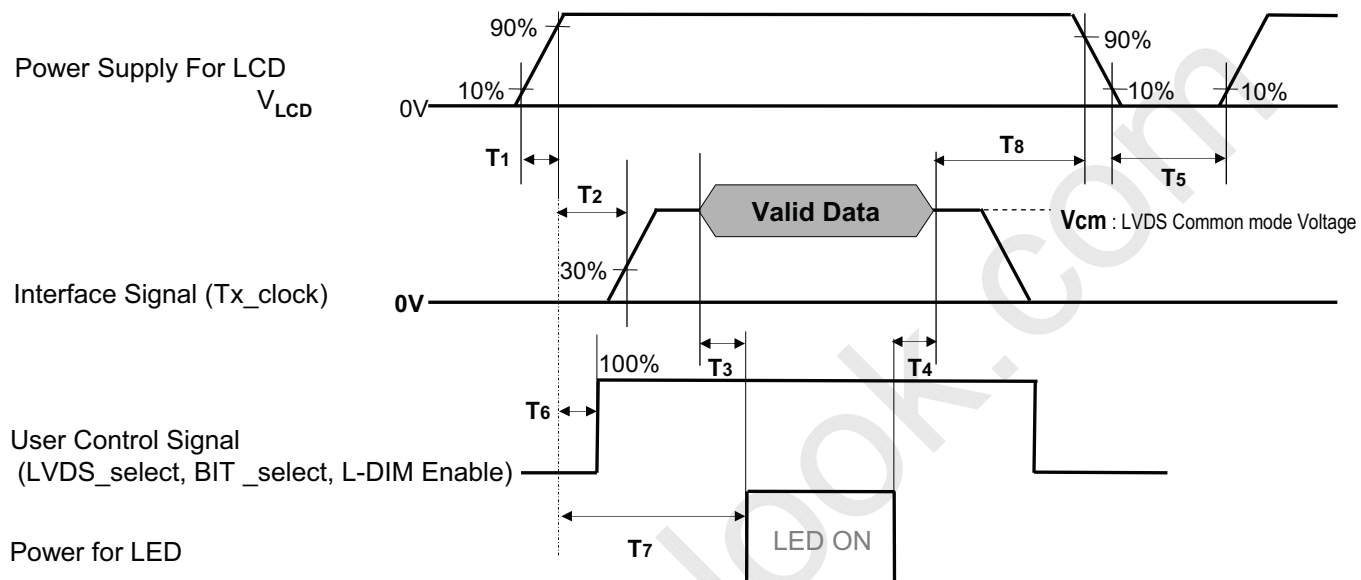 90%
90%
Power Supply For LCD
VLCD
10%
10%
10%
0V
T1
T8
T5
T2
Valid Data
Vcm : LVDS Common mode Voltage
30%
Interface Signal (Tx_clock)
0V
T3
T4
100%
T6
User Control Signal
(LVDS_select, BIT _select, L-DIM Enable)
T7
LED ON
Power for LED
look.com